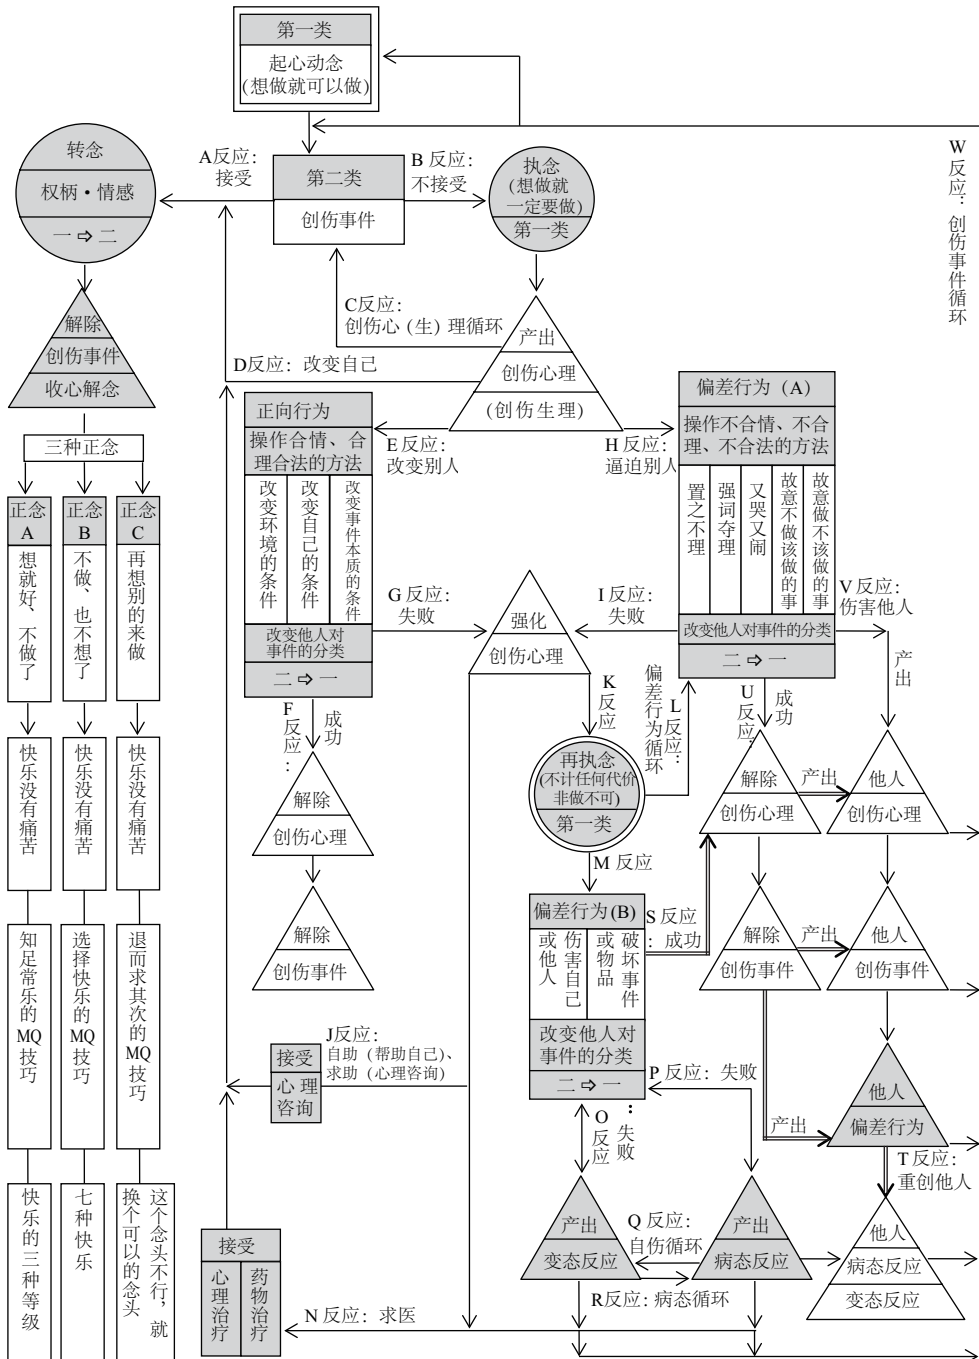 第一类
起心动念
(想做就可以做)
转念
权柄·情感
一⇨二
A反应：
接受
第二类
创伤事件
B 反应：
不接受
执念
(想做就
一定要做)
第一类
W反应：创伤事件循环
解除
创伤事件
收心解念
C反应：
创伤心 (生) 理循环
D反应：改变自己
产出
创伤心理
(创伤生理)
三种正念
正念
A
正念
B
正念
C
想就好、不做了
不做、也不想了
再想别的来做
快乐没有痛苦
快乐没有痛苦
快乐没有痛苦
知足常乐的MQ技巧
选择快乐的MQ技巧
退而求其次的MQ技巧
快乐的三种等级
七种快乐
这个念头不行，就
换个可以的念头
正向行为
操作合情、合
理合法的方法
改变环境的条件
改变自己的条件
改变事件本质的条件
改变他人对
事件的分类
二⇨一
E 反应：
改变别人
H 反应：
逼迫别人
偏差行为 (A)
操作不合情、不合
理、不合法的方法
置之不理
强词夺理
又哭又闹
故意不做该做的事
故意做不该做的事
改变他人对事件的分类
二⇨一
G 反应：
失败
强化
创伤心理
I 反应：
失败
V 反应：
伤害他人
产出
F反应：
成功
解除
创伤心理
解除
创伤事件
K反应
L反应：
偏差行为循环
U反应：
成功
再执念
(不计任何代价
非做不可)
第一类
解除
创伤心理
产出
他人
创伤心理
M 反应
偏差行为 (B)
伤害自己
或他人
破坏事件
或物品
改变他人对
事件的分类
二⇨一
S 反应
：成功
解除
创伤事件
产出
他人
创伤事件
J反应：
自助 (帮助自己)、
求助 (心理咨询)
接受
心理
咨询
P 反应：失败
O反应
：失败
产出
他人
偏差行为
T 反应：
重创他人
产出
变态反应
Q 反应：
自伤循环
产出
病态反应
R反应：病态循环
他人
病态反应
变态反应
接受
心理治疗
药物治疗
N 反应：求医